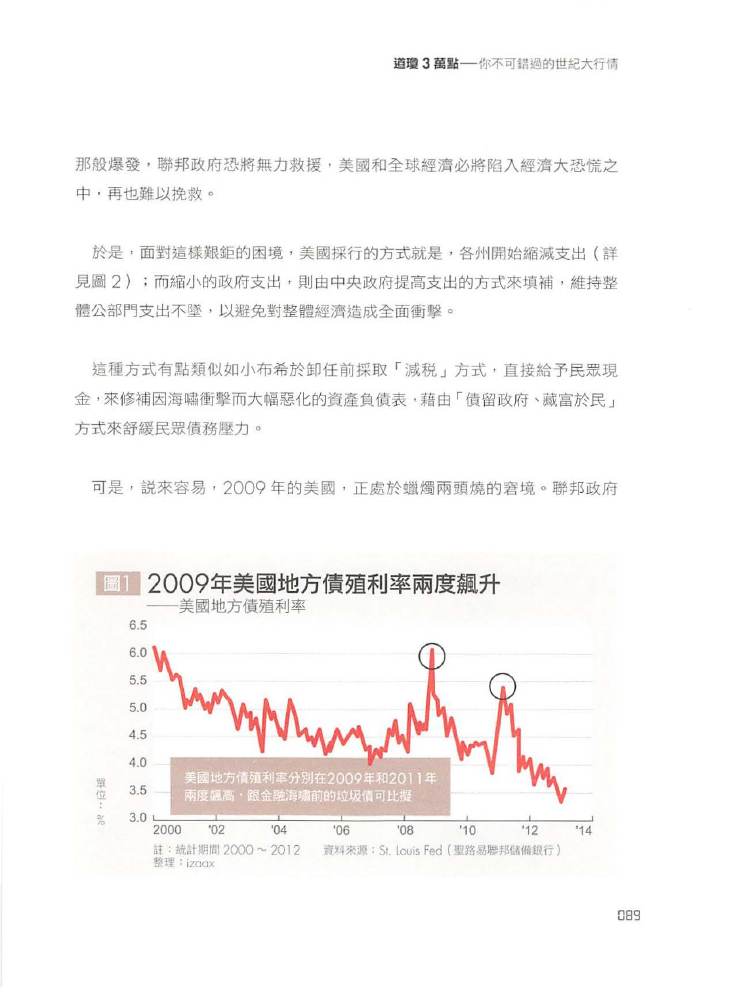 道瓊 3 萬點——你不可錯過的世紀大行情
那般爆發，聯邦政府恐將無力救援，美國和全球經濟必將陷入經濟大恐慌之
中，再也難以挽救。
於是，面對這樣艱鉅的困境，美國採行的方式就是，各州開始縮減支出（詳
見圖 2）；而縮小的政府支出，則由中央政府提高支出的方式來填補，維持整
體公部門支出不墜，以避免對整體經濟造成全面衝擊。
這種方式有點類似如小布希於卸任前採取「減稅」方式，直接給予民眾現
金，來修補因海嘯衝擊而大幅惡化的資產負債表，藉由「債留政府、藏富於民」
方式來舒緩民眾債務壓力。
可是，説來容易，2009 年的美國，正處於蠟燭兩頭燒的窘境。聯邦政府
圖1 2009年美國地方債殖利率兩度飆升
——美國地方債殖利率
6.5
6.0
5.5
5.0
4.5
4.0
3.5
3.0
單位：%
美國地方債殖利率分別在2009年和2011年
兩度飆高，跟金融海嘯前的垃圾債可比擬
2000 '02 '04 '06 '08 '10 '12 '14
註：統計期間 2000 ～ 2012 資料來源：St. Louis Fed（聖路易聯邦儲備銀行）
整理：izaax
089